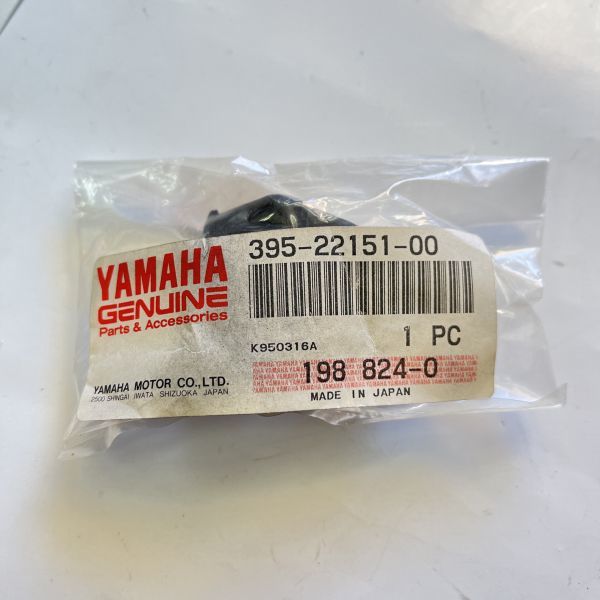 YAMAHA
GENUINE
Parts & Accessories
YAMAHA MOTOR CO.,LTD.
2500 SHINGAI IWATA SHIZUOKA JAPAN
395-22151-00
K950316A
1 PC
198 824-0
MADE IN JAPAN